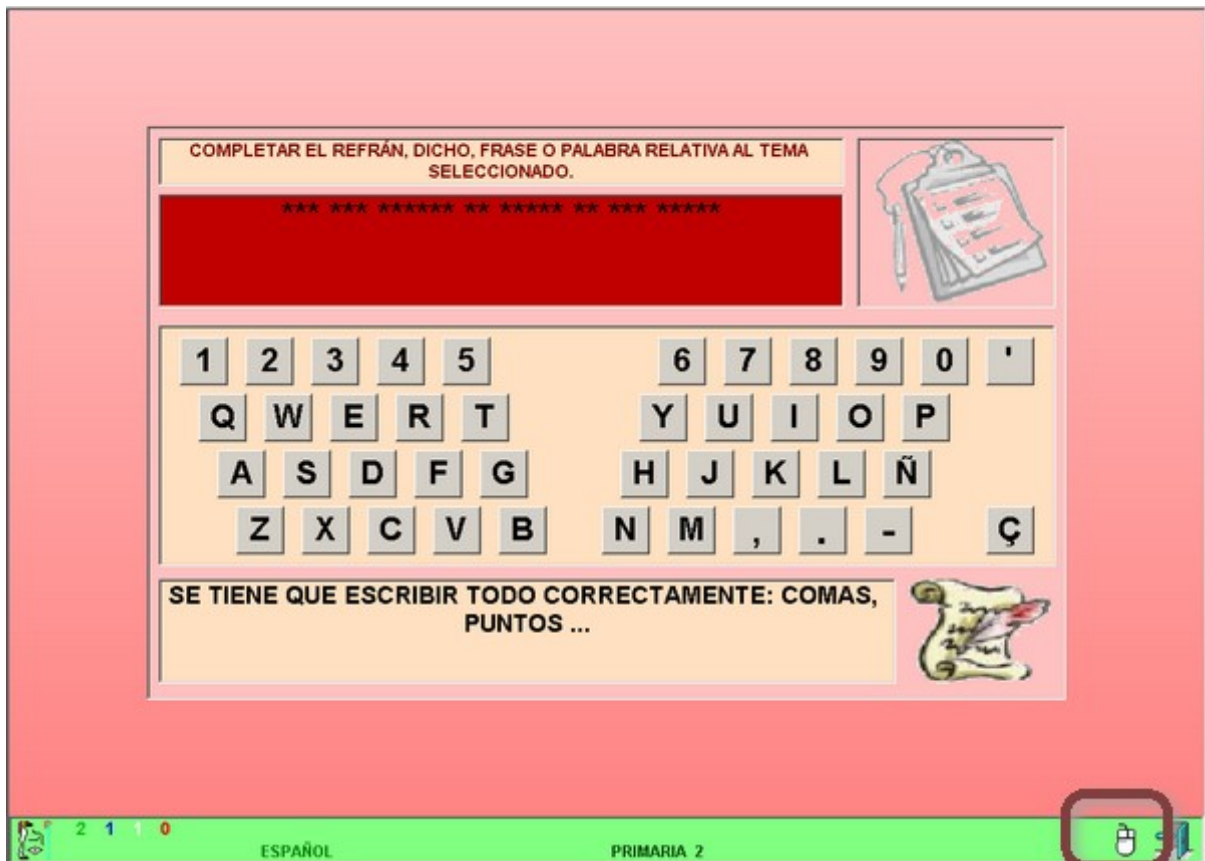 COMPLETAR EL REFRÁN, DICHO, FRASE O PALABRA RELATIVA AL TEMA
SELECCIONADO.
*** *** ****** ** ***** ** *** *****
1 2 3 4 5 6 7 8 9 0 '
Q W E R T Y U I O P
A S D F G H J K L Ñ
Z X C V B N M , . - Ç
SE TIENE QUE ESCRIBIR TODO CORRECTAMENTE: COMAS,
PUNTOS ...
2 1 1 0
ESPAÑOL PRIMARIA 2